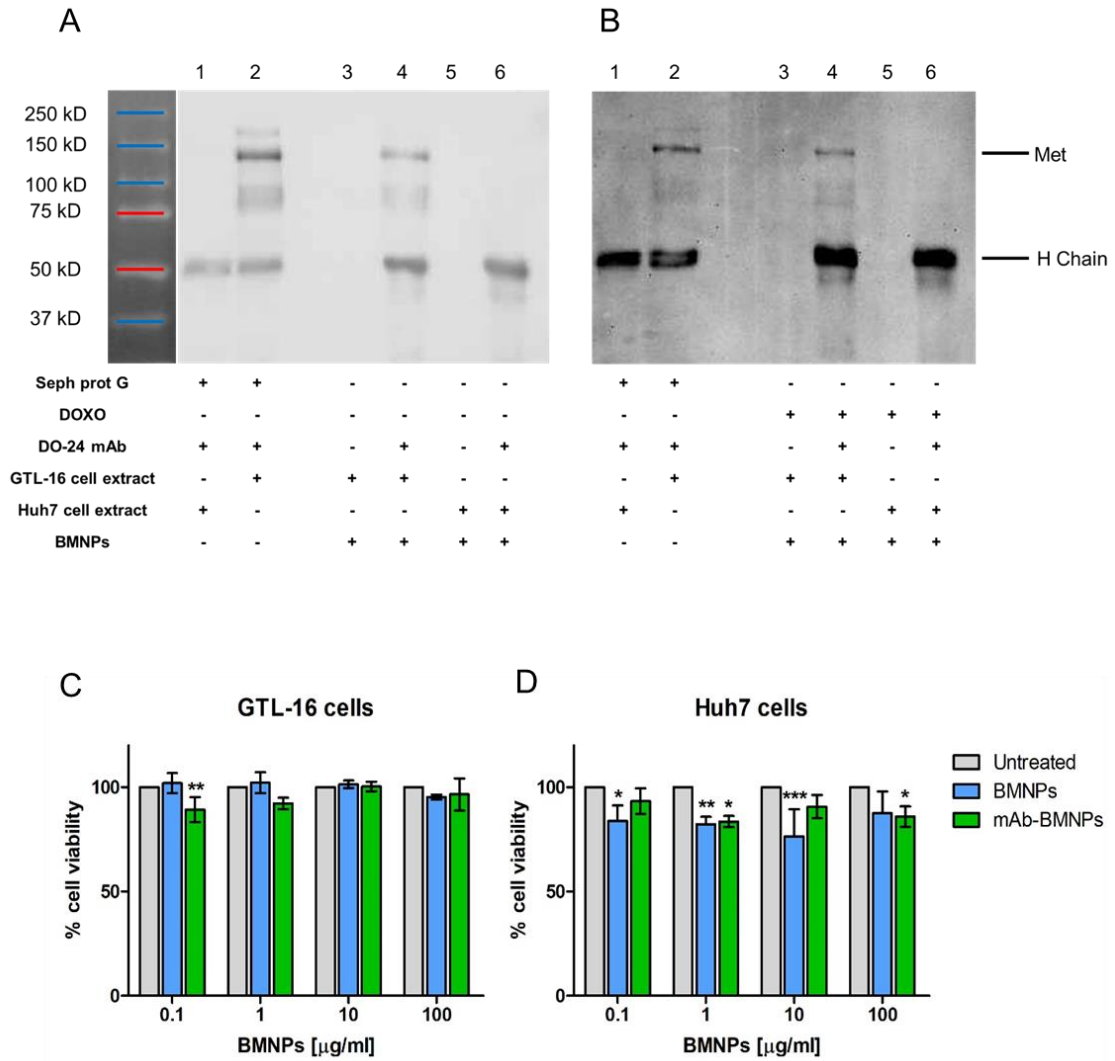 A
B
1 2 3 4 5 6
1 2 3 4 5 6
250 kD
150 kD
100 kD
75 kD
50 kD
37 kD
Met
H Chain
Seph prot G + + - - - - + + - - - -
DOXO - - - - - - - - + + + +
DO-24 mAb + + - + - + + + - + - +
GTL-16 cell extract - + + + - - - + + + - -
Huh7 cell extract + - - - + + + - - - + +
BMNPs - - + + + + - - + + + +
C
GTL-16 cells
% cell viability
100
50
0
**
0.1 1 10 100
BMNPs [μg/ml]
D
Huh7 cells
% cell viability
100
50
0
* ** * *** *
0.1 1 10 100
BMNPs [μg/ml]
Untreated
BMNPs
mAb-BMNPs